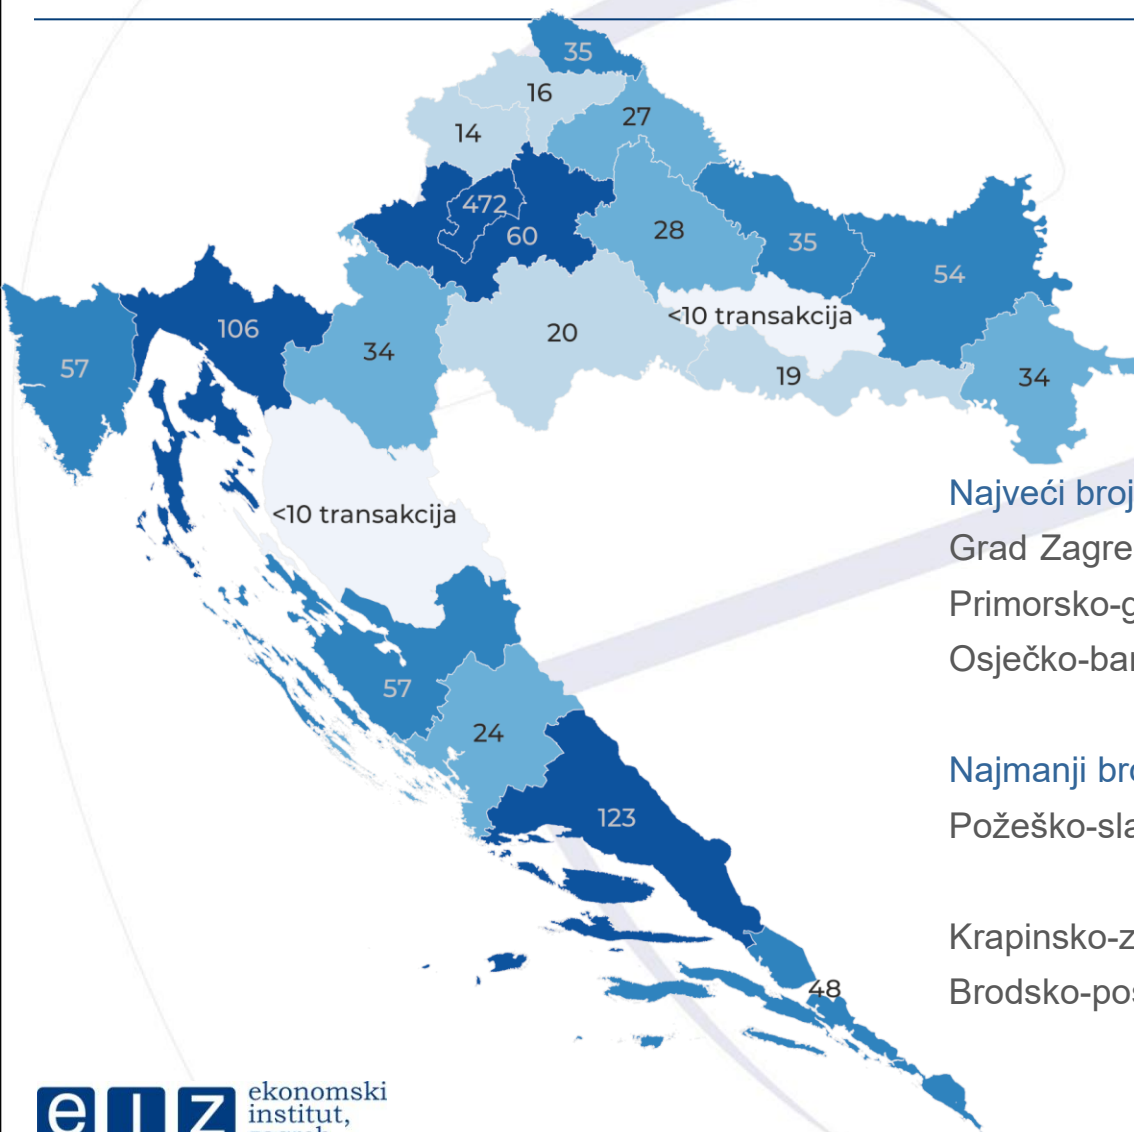 35
16
27
14
472
60
28
35
54
106
<10 transakcija
20
34
57
19
34
<10 transakcija
57
24
123
48
Najveći broj
Grad Zagre
Primorsko-g
Osječko-bar
Najmanji bro
Požeško-sla
Krapinsko-z
Brodsko-pos
eiz
ekonomski
institut,